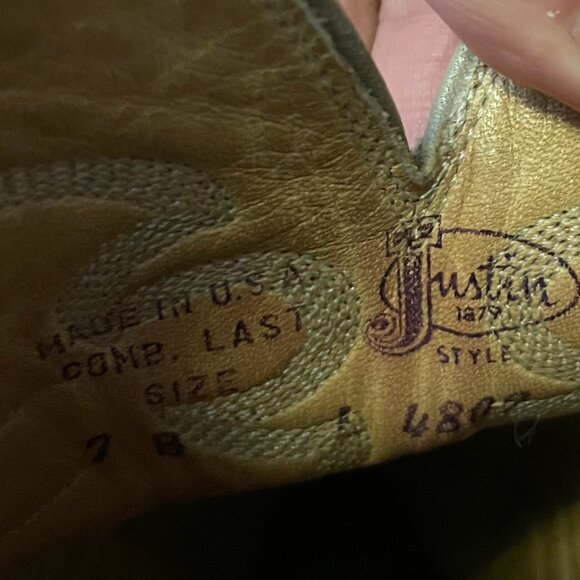 MADE IN U.S.A.
COMB. LAST
SIZE
7 B
Justin
1879
STYLE